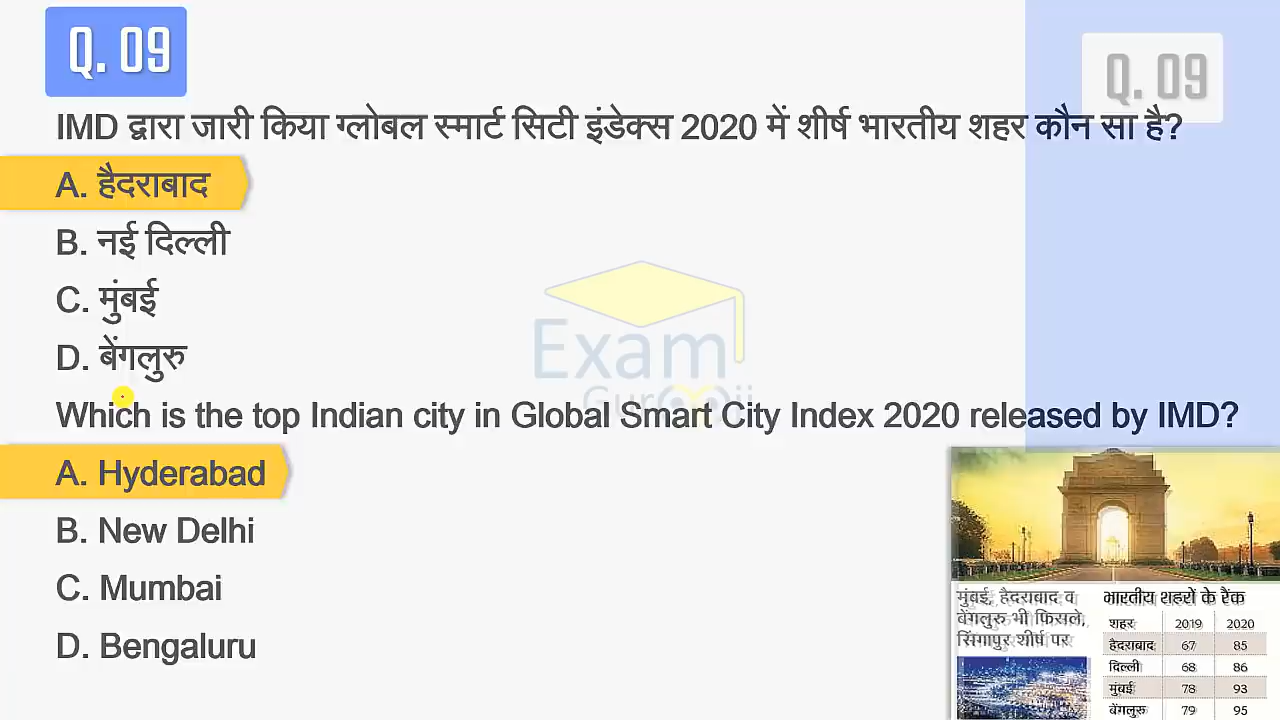 Q. 09
Q. 09
IMD द्वारा जारी किया ग्लोबल स्मार्ट सिटी इंडेक्स 2020 में शीर्ष भारतीय शहर कौन सा है?
A. हैदराबाद
B. नई दिल्ली
C. मुंबई
D. बेंगलुरु
Exam
Gurooji
Which is the top Indian city in Global Smart City Index 2020 released by IMD?
A. Hyderabad
B. New Delhi
C. Mumbai
D. Bengaluru
मुंबई, हैदराबाद व
बेंगलुरु भी फिसले,
सिंगापुर शीर्ष पर
भारतीय शहरों के रैंक
शहर 2019 2020
हैदराबाद 67 85
दिल्ली 68 86
मुंबई 78 93
बेंगलुरु 79 95